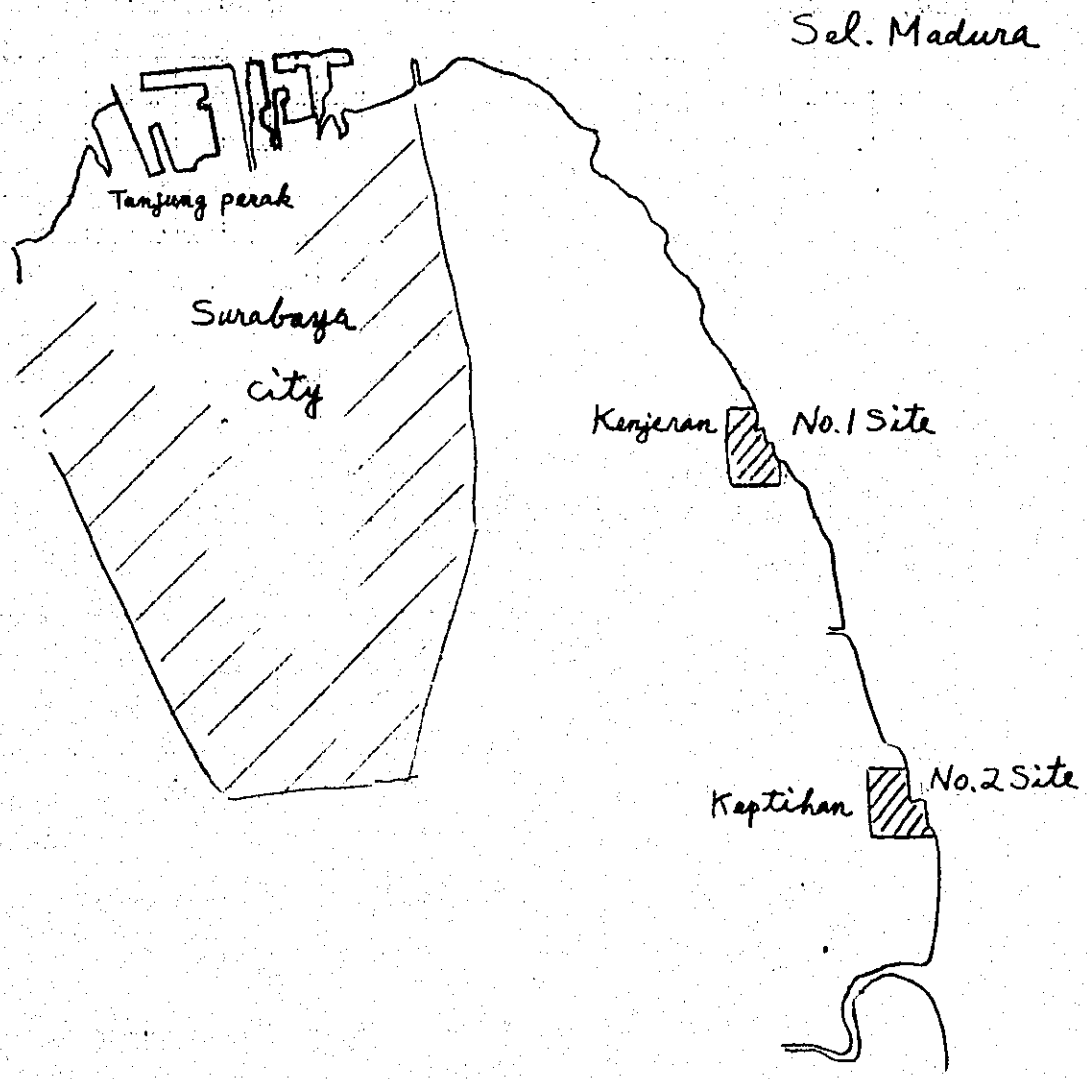 Sel. Madura
Tanjung perak
Surabaya
city
Kenjeran
No.1 Site
No.2 Site
Keptihan